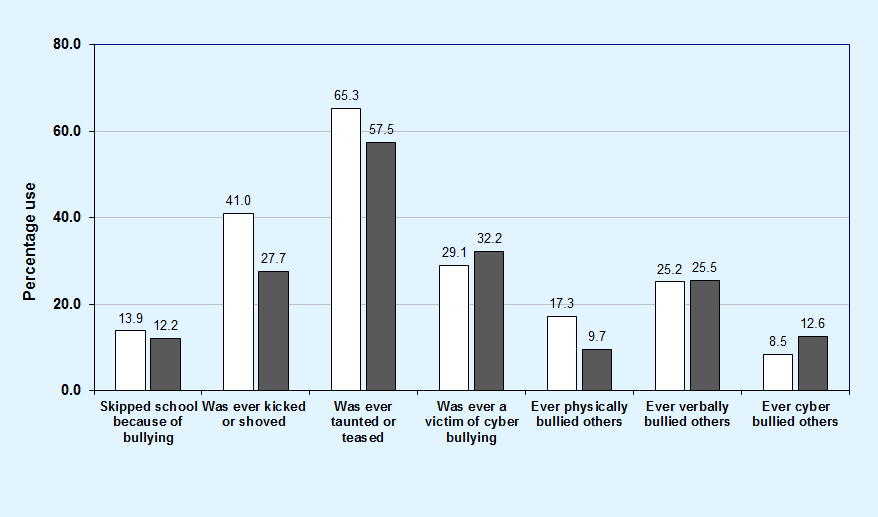 80.0
60.0
40.0
20.0
0.0
Percentage use
13.9
12.2
41.0
27.7
65.3
57.5
29.1
32.2
17.3
9.7
25.2
25.5
8.5
12.6
Skipped school
because of
bullying
Was ever kicked
or shoved
Was ever
taunted or
teased
Was ever a
victim of cyber
bullying
Ever physically
bullied others
Ever verbally
bullied others
Ever cyber
bullied others